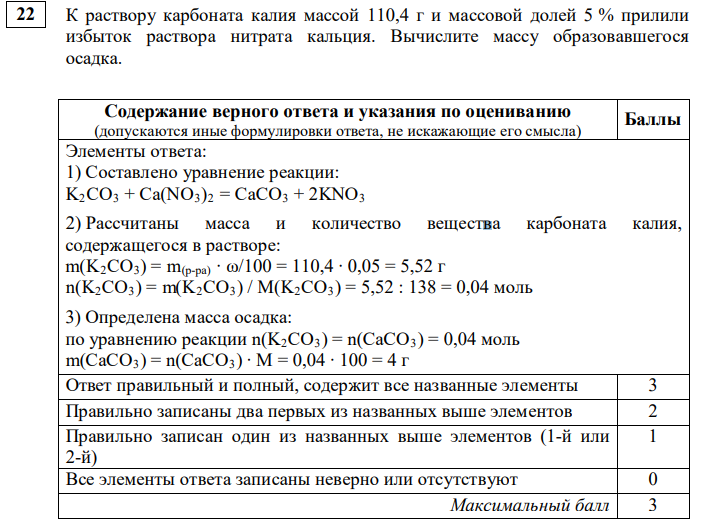 22
К раствору карбоната калия массой 110,4 г и массовой долей 5 % прилили
избыток раствора нитрата кальция. Вычислите массу образовавшегося
осадка.
Содержание верного ответа и указания по оцениванию
(допускаются иные формулировки ответа, не искажающие его смысла)
Баллы
Элементы ответа:
1) Составлено уравнение реакции:
K₂CO₃ + Ca(NO₃)₂ = CaCO₃ + 2KNO₃
2) Рассчитаны масса и количество вещества карбоната калия,
содержащегося в растворе:
m(K₂CO₃) = m₍р-ра₎ · ω/100 = 110,4 · 0,05 = 5,52 г
n(K₂CO₃) = m(K₂CO₃) / M(K₂CO₃) = 5,52 : 138 = 0,04 моль
3) Определена масса осадка:
по уравнению реакции n(K₂CO₃) = n(CaCO₃) = 0,04 моль
m(CaCO₃) = n(CaCO₃) · M = 0,04 · 100 = 4 г
Ответ правильный и полный, содержит все названные элементы 3
Правильно записаны два первых из названных выше элементов 2
Правильно записан один из названных выше элементов (1-й или 1
2-й)
Все элементы ответа записаны неверно или отсутствуют 0
Максимальный балл 3